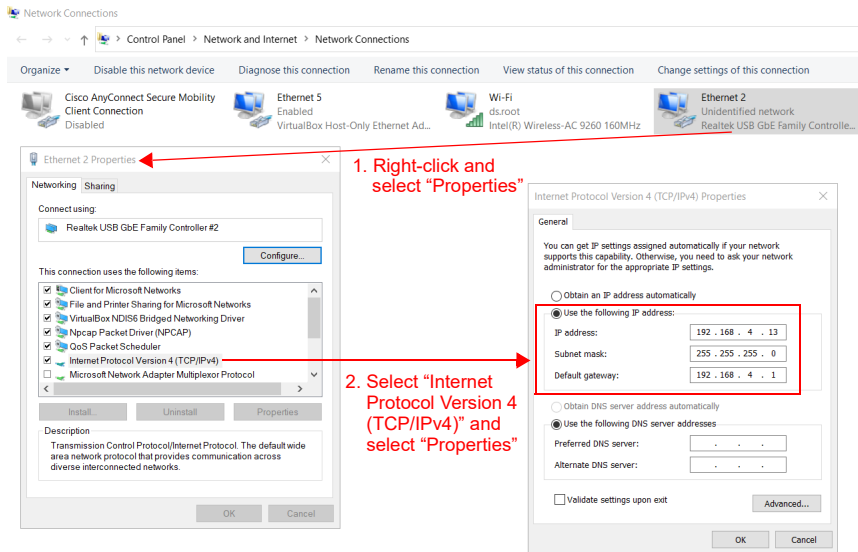 Network Connections
Control Panel > Network and Internet > Network Connections
Organize Disable this network device Diagnose this connection Rename this connection View status of this connection Change settings of this connection
Cisco AnyConnect Secure Mobility
Client Connection
Disabled
Ethernet 5
Enabled
VirtualBox Host-Only Ethernet Ad...
Wi-Fi
ds.root
Intel(R) Wireless-AC 9260 160MHz
Ethernet 2
Unidentified network
Realtek USB GbE Family Controlle...
1. Right-click and
select “Properties”
Ethernet 2 Properties
Networking Sharing
Connect using:
Realtek USB GbE Family Controller #2
Configure...
This connection uses the following items:
Client for Microsoft Networks
File and Printer Sharing for Microsoft Networks
VirtualBox NDIS6 Bridged Networking Driver
Npcap Packet Driver (NPCAP)
QoS Packet Scheduler
Internet Protocol Version 4 (TCP/IPv4)
Microsoft Network Adapter Multiplexor Protocol
Install... Uninstall Properties
Description
Transmission Control Protocol/Internet Protocol. The default wide
area network protocol that provides communication across
diverse interconnected networks.
OK Cancel
2. Select “Internet
Protocol Version 4
(TCP/IPv4)” and
select “Properties”
Internet Protocol Version 4 (TCP/IPv4) Properties
General
You can get IP settings assigned automatically if your network
supports this capability. Otherwise, you need to ask your network
administrator for the appropriate IP settings.
Obtain an IP address automatically
Use the following IP address:
IP address: 192 . 168 . 4 . 13
Subnet mask: 255 . 255 . 255 . 0
Default gateway: 192 . 168 . 4 . 1
Obtain DNS server address automatically
Use the following DNS server addresses
Preferred DNS server: . . .
Alternate DNS server: . . .
Validate settings upon exit
Advanced...
OK Cancel